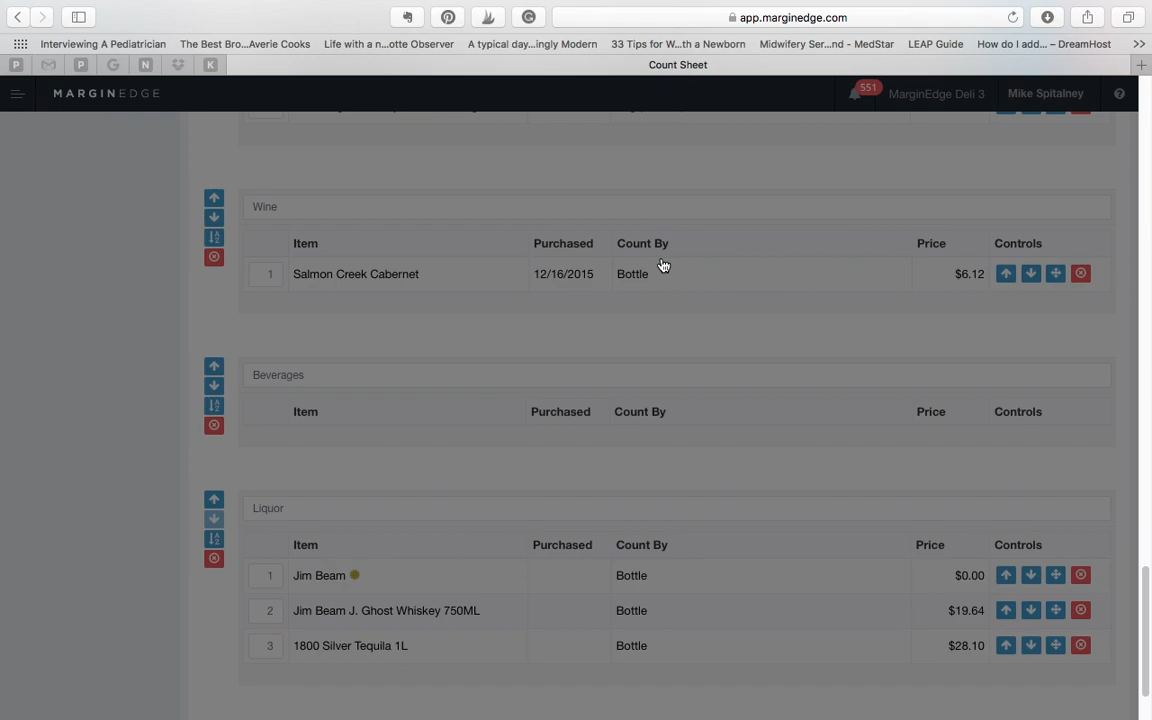 app.marginedge.com
Interviewing A Pediatrician The Best Bro...Averie Cooks Life with a n...otte Observer A typical day...ingly Modern 33 Tips for W...th a Newborn Midwifery Ser...nd - MedStar LEAP Guide How do I add... – DreamHost >>
P P G N K Count Sheet
MARGINEDGE 551 MarginEdge Deli 3 Mike Spitalney ?
Wine
Item Purchased Count By Price Controls
1 Salmon Creek Cabernet 12/16/2015 Bottle $6.12
Beverages
Item Purchased Count By Price Controls
Liquor
Item Purchased Count By Price Controls
1 Jim Beam Bottle $0.00
2 Jim Beam J. Ghost Whiskey 750ML Bottle $19.64
3 1800 Silver Tequila 1L Bottle $28.10